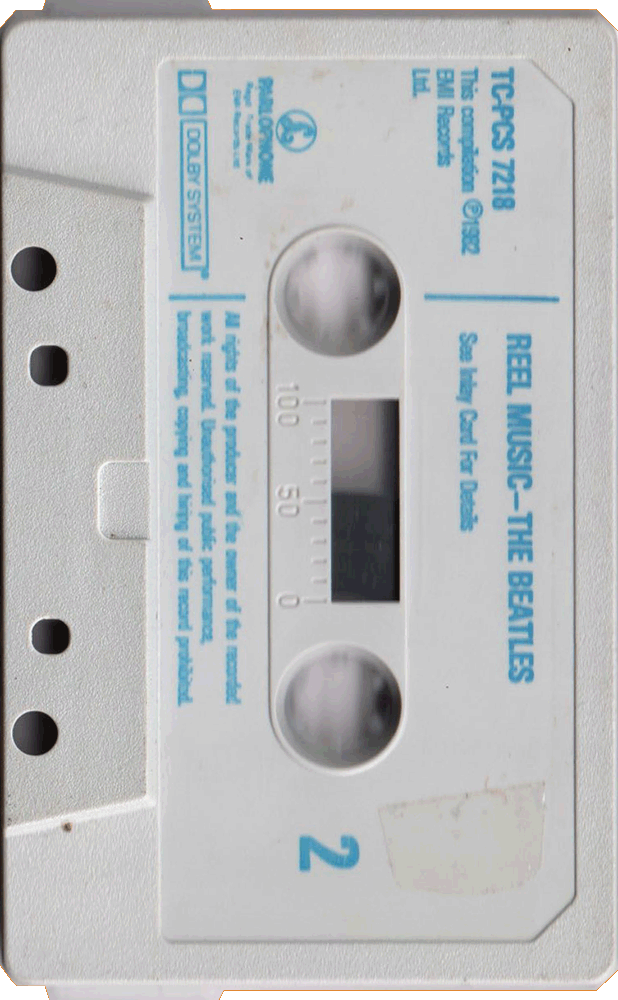 TC-PCS 7218
This compilation Ⓟ1982
EMI Records
Ltd.
REEL MUSIC–THE BEATLES
See Inlay Card For Details
PARLOPHONE
DOLBY SYSTEM
100 50 0
2
All rights of the producer and the owner of the recorded
work reserved. Unauthorised public performance,
broadcasting, copying and hiring of this record prohibited.